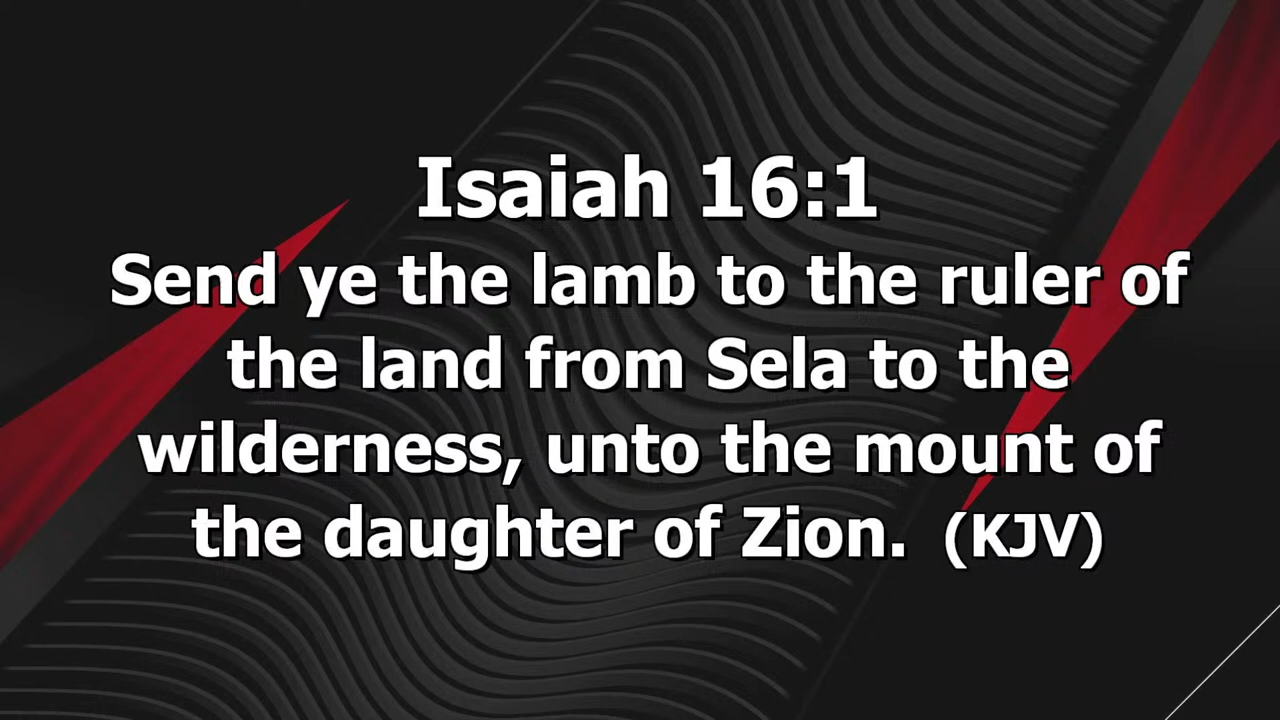 Isaiah 16:1
Send ye the lamb to the ruler of
the land from Sela to the
wilderness, unto the mount of
the daughter of Zion.  (KJV)